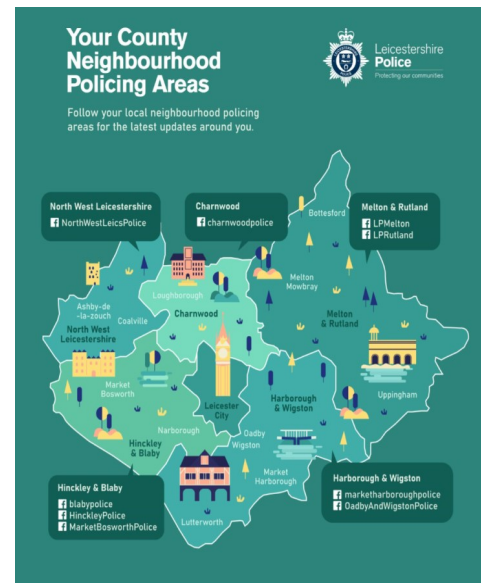 Your County
Neighbourhood
Policing Areas
Leicestershire
Police
Protecting our communities
Follow your local neighbourhood policing
areas for the latest updates around you.
North West Leicestershire
NorthWestLeicsPolice
Charnwood
charnwoodpolice
Melton & Rutland
LPMelton
LPRutland
Bottesford
Melton
Mowbray
Loughborough
Ashby-de
-la-zouch
Coalville
Charnwood
Melton
& Rutland
North West
Leicestershire
Market
Bosworth
Leicester
City
Harborough
& Wigston
Uppingham
Narborough
Hinckley
& Blaby
Oadby
Wigston
Market
Harborough
Lutterworth
Hinckley & Blaby
blabypolice
HinckleyPolice
MarketBosworthPolice
Harborough & Wigston
marketharboroughpolice
OadbyAndWigstonPolice